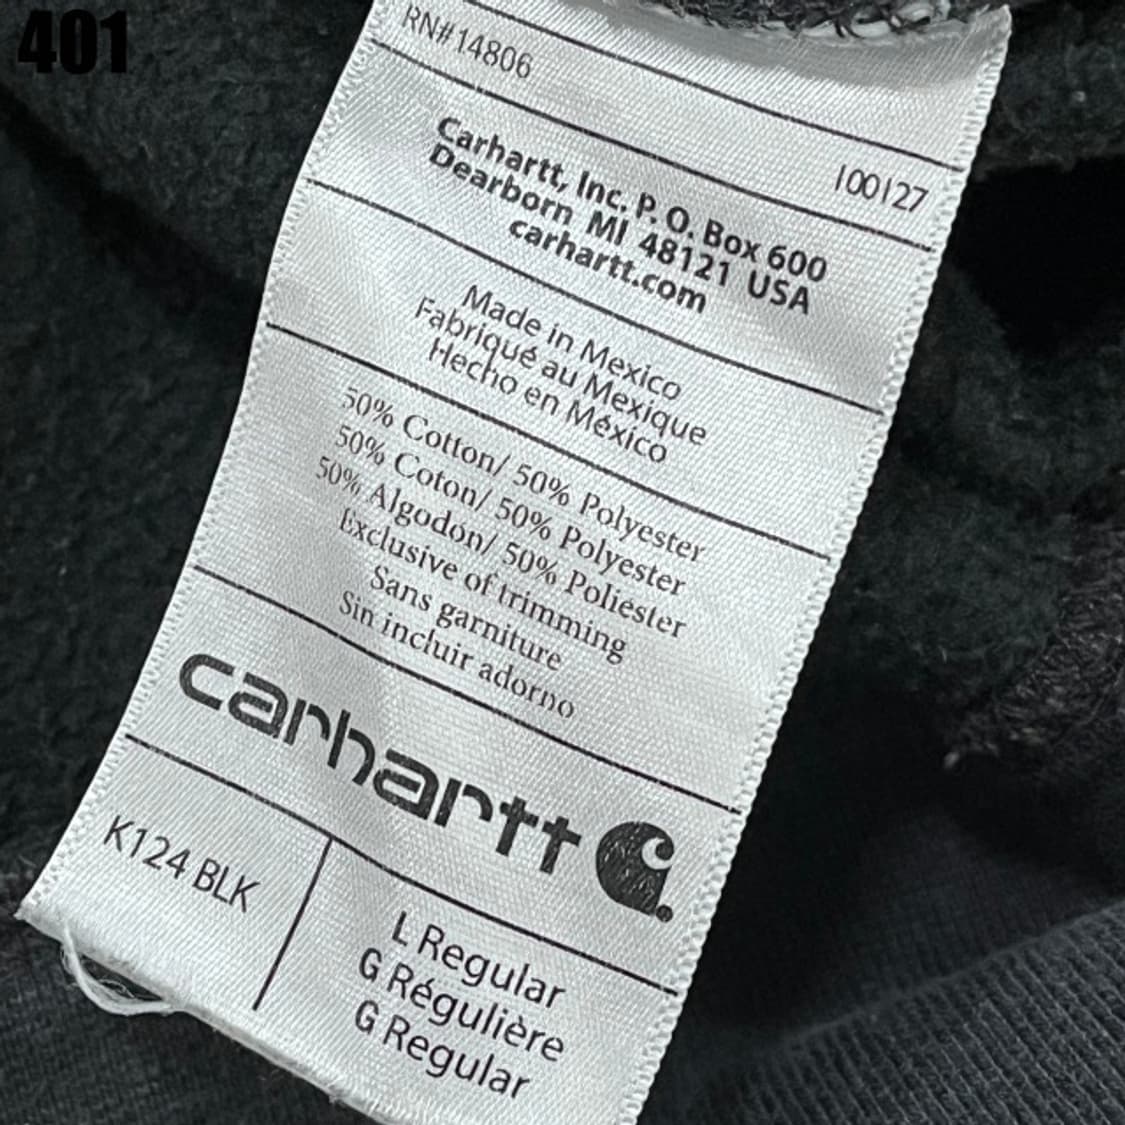 401
RN#14806
100127
Carhartt, Inc. P. O. Box 600
Dearborn MI 48121 USA
carhartt.com
Made in Mexico
Fabriqué au Mexique
Hecho en México
50% Cotton/ 50% Polyester
50% Coton/ 50% Polyester
50% Algodón/ 50% Poliéster
Exclusive of trimming
Sans garniture
Sin incluir adorno
carhartt
K124 BLK
L Regular
G Régulière
G Regular